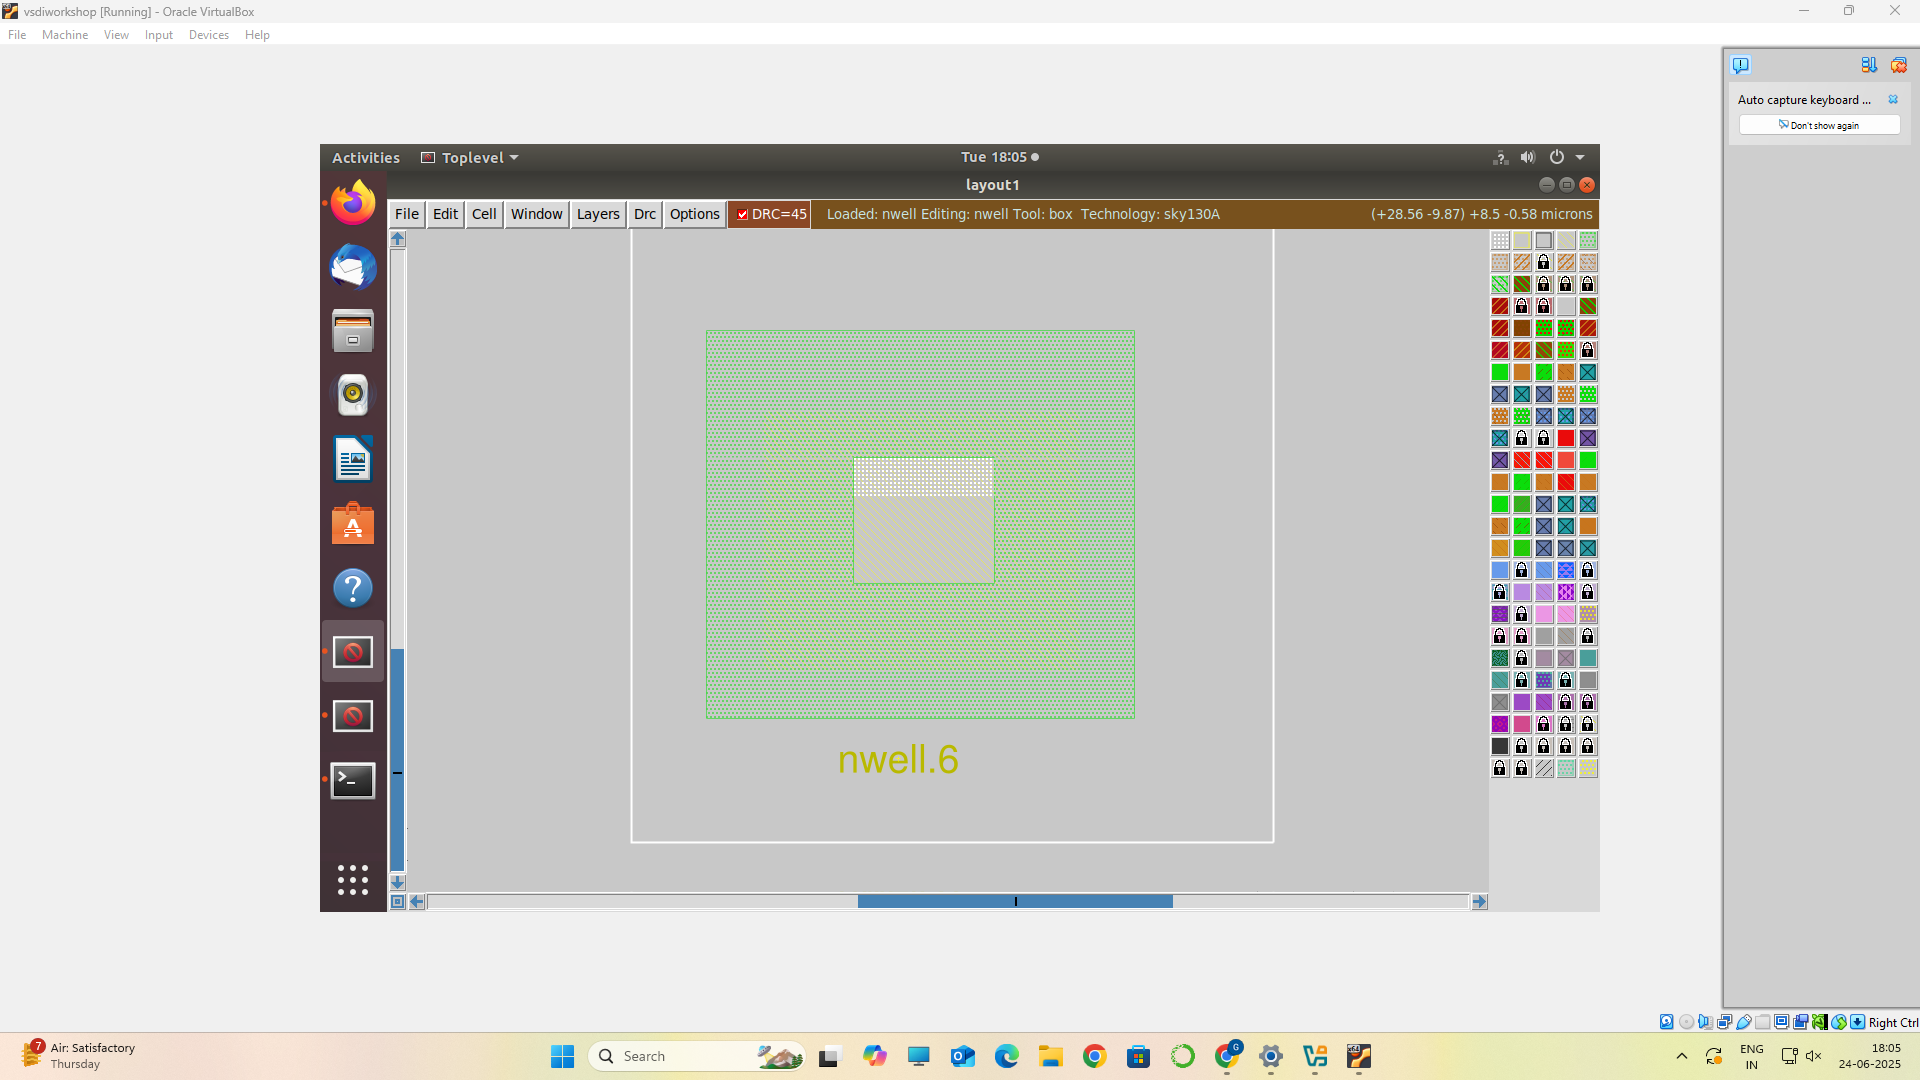 vsdiworkshop [Running] - Oracle VirtualBox
File Machine View Input Devices Help
Auto capture keyboard ...
Don't show again
Activities Toplevel Tue 18:05
layout1
File Edit Cell Window Layers Drc Options DRC=45 Loaded: nwell Editing: nwell Tool: box Technology: sky130A (+28.56 -9.87) +8.5 -0.58 microns
nwell.6
Right Ctrl
7
Air: Satisfactory
Thursday
Search
G
ENG
IN
18:05
24-06-2025